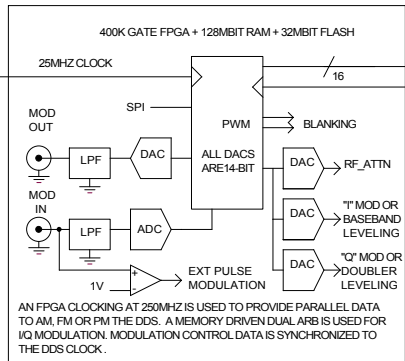 400K GATE FPGA + 128MBIT RAM + 32MBIT FLASH
25MHZ CLOCK
16
SPI
MOD
OUT
PWM
BLANKING
LPF
DAC
ALL DACS
ARE14-BIT
DAC
RF_ATTN
MOD
IN
LPF
ADC
DAC
"I" MOD OR
BASEBAND
LEVELING
1V
+
-
EXT PULSE
MODULATION
DAC
"Q" MOD OR
DOUBLER
LEVELING
AN FPGA CLOCKING AT 250MHZ IS USED TO PROVIDE PARALLEL DATA
TO AM, FM OR PM THE DDS. A MEMORY DRIVEN DUAL ARB IS USED FOR
I/Q MODULATION. MODULATION CONTROL DATA IS SYNCHRONIZED TO
THE DDS CLOCK .